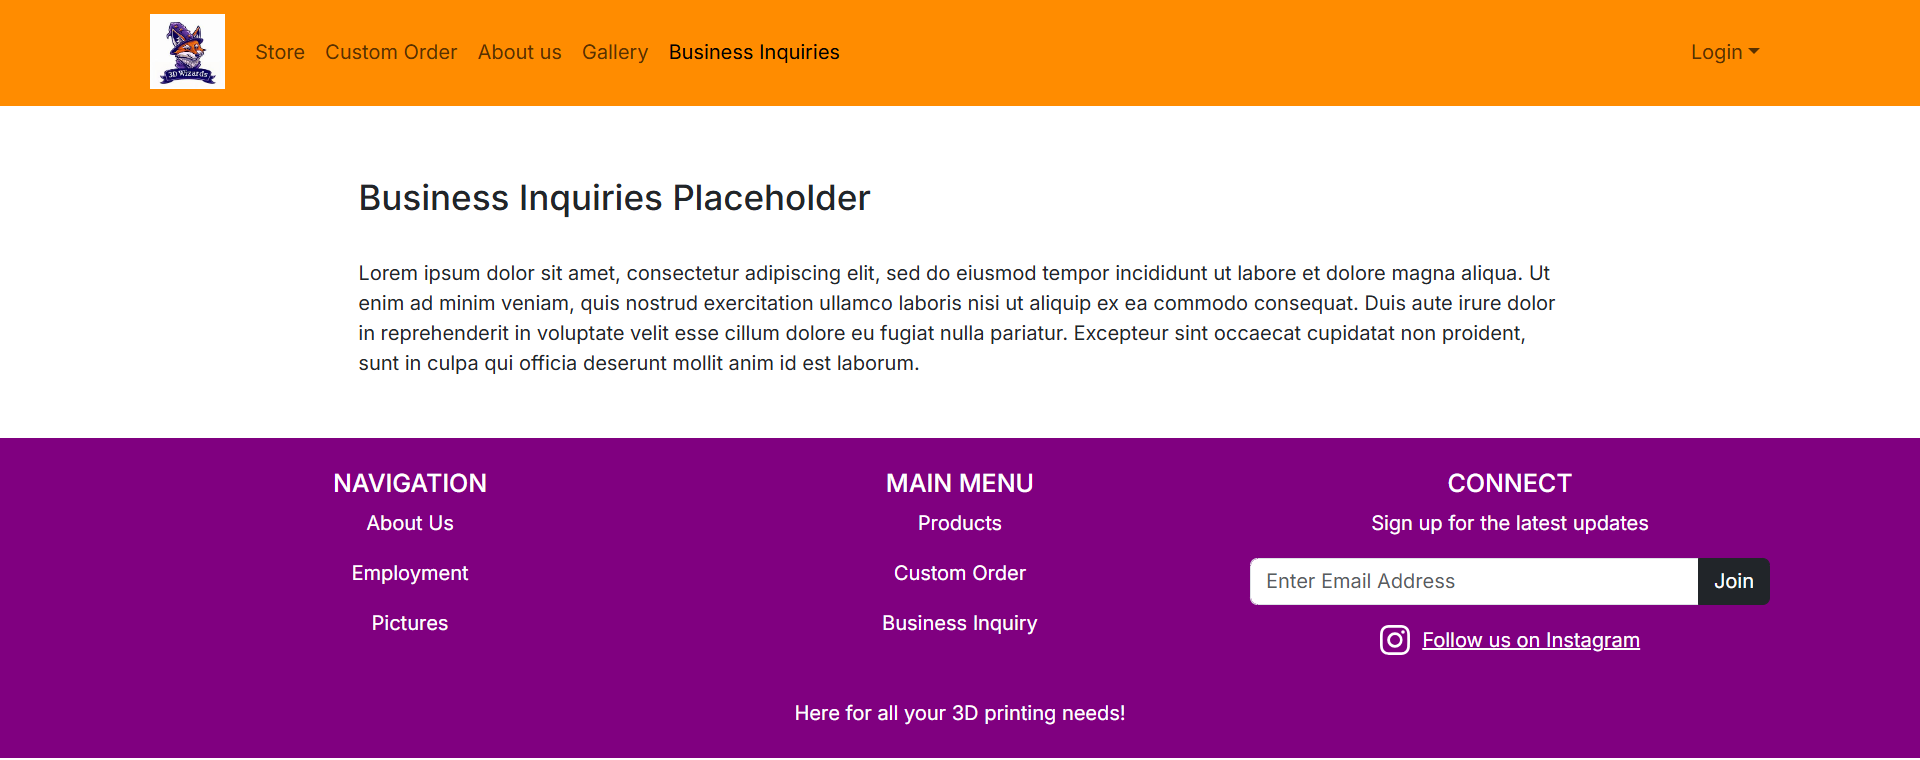 3D Wizards
Store Custom Order About us Gallery Business Inquiries Login
Business Inquiries Placeholder
Lorem ipsum dolor sit amet, consectetur adipiscing elit, sed do eiusmod tempor incididunt ut labore et dolore magna aliqua. Ut
enim ad minim veniam, quis nostrud exercitation ullamco laboris nisi ut aliquip ex ea commodo consequat. Duis aute irure dolor
in reprehenderit in voluptate velit esse cillum dolore eu fugiat nulla pariatur. Excepteur sint occaecat cupidatat non proident,
sunt in culpa qui officia deserunt mollit anim id est laborum.
NAVIGATION
About Us
Employment
Pictures
MAIN MENU
Products
Custom Order
Business Inquiry
CONNECT
Sign up for the latest updates
Enter Email Address Join
Follow us on Instagram
Here for all your 3D printing needs!